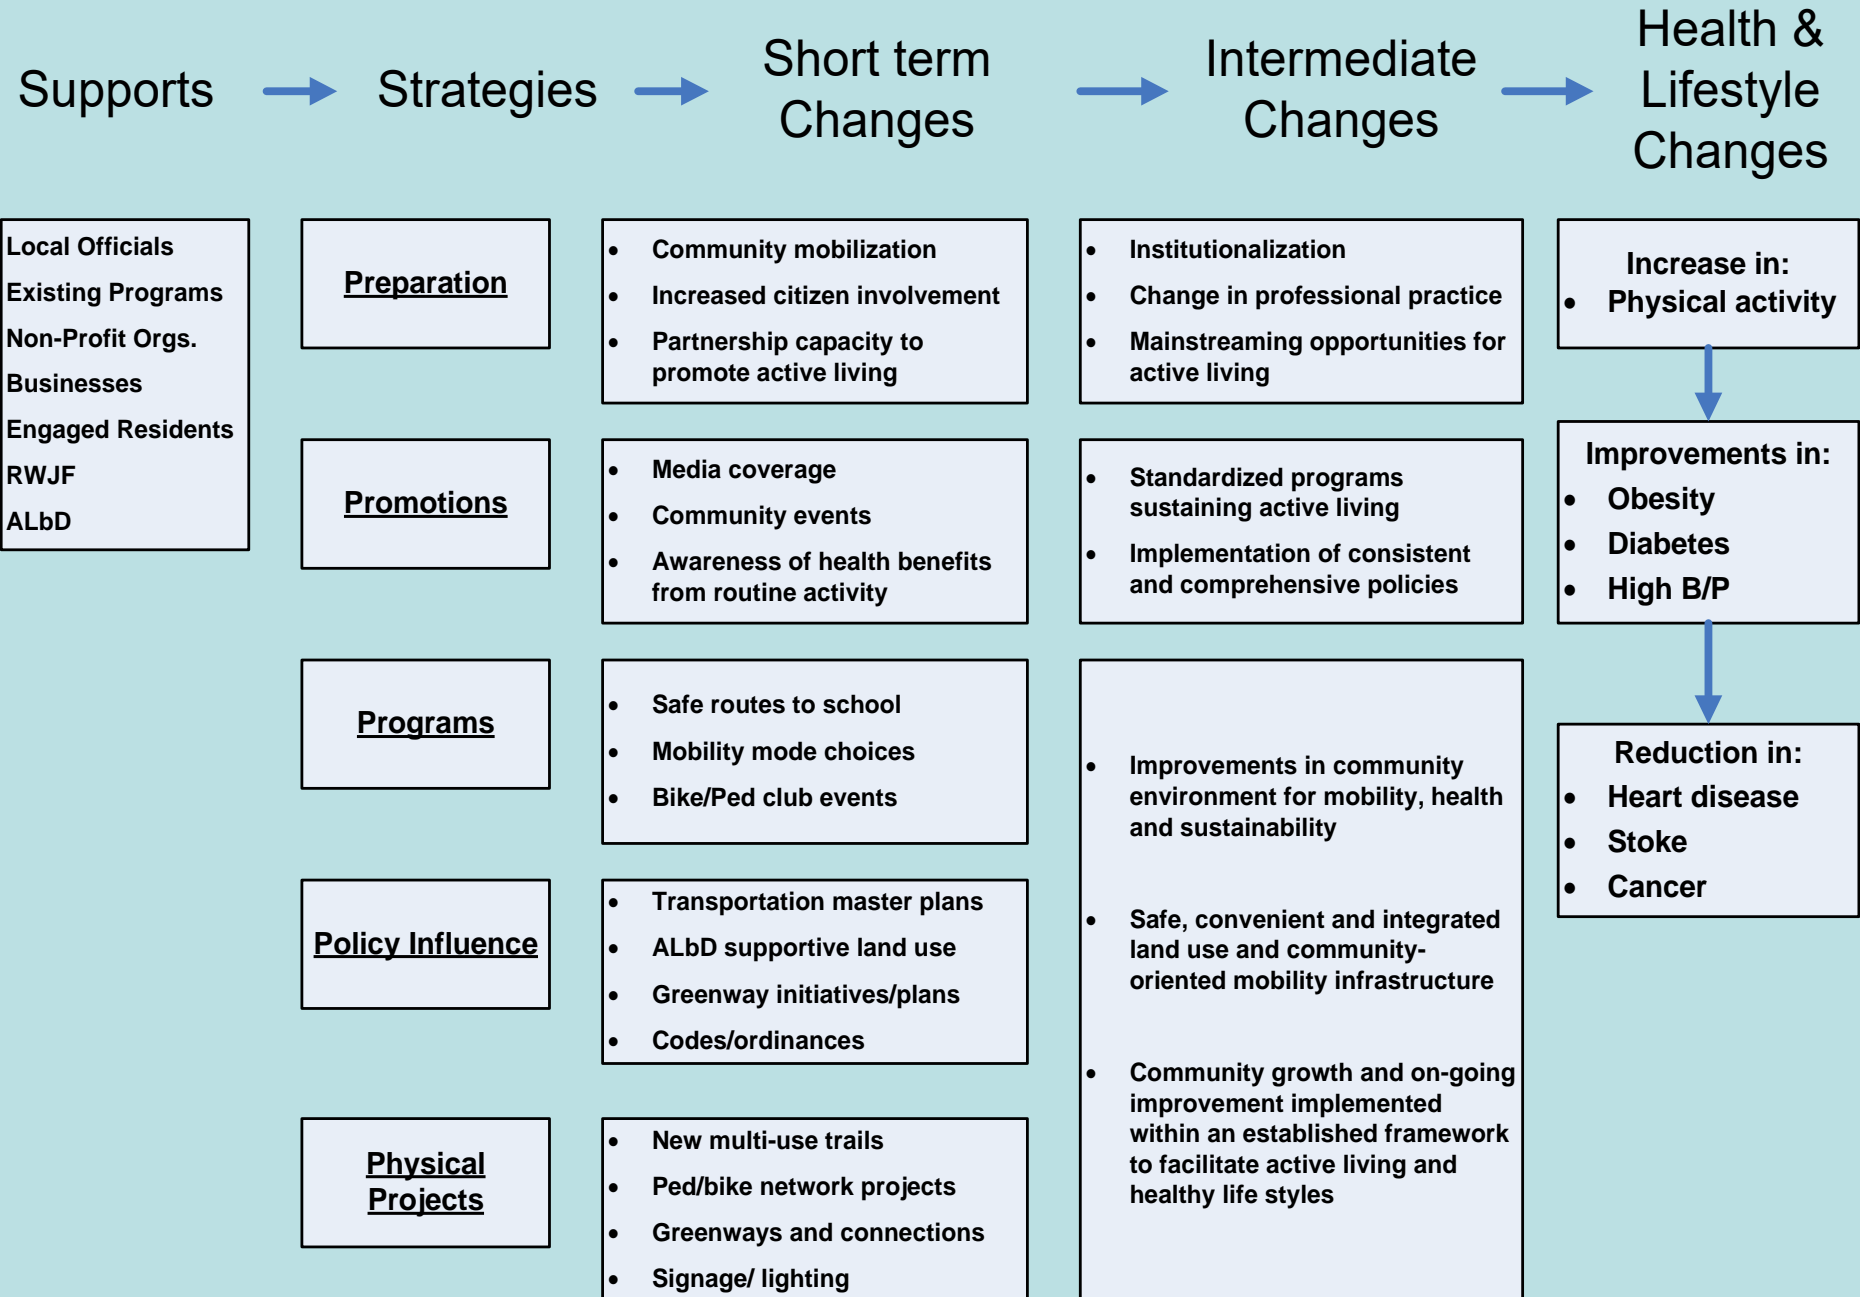 Supports
Strategies
Short term
Changes
Intermediate
Changes
Health &
Lifestyle
Changes
Local Officials
Existing Programs
Non-Profit Orgs.
Businesses
Engaged Residents
RWJF
ALbD
Preparation
• Community mobilization
• Increased citizen involvement
• Partnership capacity to
promote active living
• Institutionalization
• Change in professional practice
• Mainstreaming opportunities for
active living
Increase in:
• Physical activity
Promotions
• Media coverage
• Community events
• Awareness of health benefits
from routine activity
• Standardized programs
sustaining active living
• Implementation of consistent
and comprehensive policies
Improvements in:
• Obesity
• Diabetes
• High B/P
Programs
• Safe routes to school
• Mobility mode choices
• Bike/Ped club events
• Improvements in community
environment for mobility, health
and sustainability
• Safe, convenient and integrated
land use and community-
oriented mobility infrastructure
• Community growth and on-going
improvement implemented
within an established framework
to facilitate active living and
healthy life styles
Reduction in:
• Heart disease
• Stoke
• Cancer
Policy Influence
• Transportation master plans
• ALbD supportive land use
• Greenway initiatives/plans
• Codes/ordinances
Physical
Projects
• New multi-use trails
• Ped/bike network projects
• Greenways and connections
• Signage/ lighting